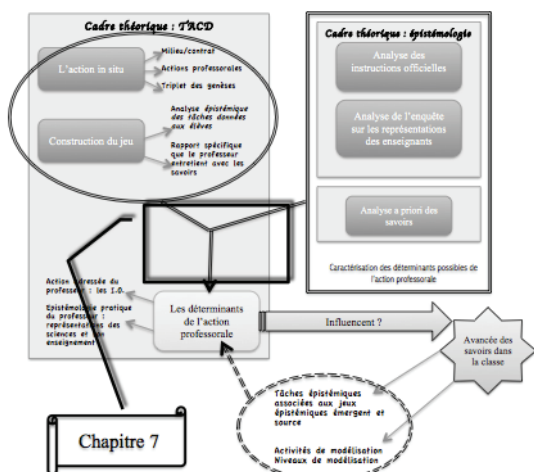 Cadre théorique : TACD
L'action in situ
Milieu/contrat
Actions professorales
Triplet des genèses
Construction du jeu
Analyse épistémique
des tâches données
aux élèves
Rapport spécifique
que le professeur
entretient avec les
savoirs
Cadre théorique : épistémologie
Analyse des
instructions officielles
Analyse de l'enquête
sur les représentations
des enseignants
Analyse a priori des
savoirs
Caractérisation des déterminants possibles de
l'action professorale
Action adressée du
professeur : les I.O.
Epistémologie pratique
du professeur :
représentations des
sciences et son
enseignement
Les déterminants
de l'action
professorale
Influencent ?
Avancée des
savoirs dans
la classe
Tâches épistémiques
associées aux jeux
épistémiques émergent et
source
Activités de modélisation
Niveaux de modélisation
Chapitre 7